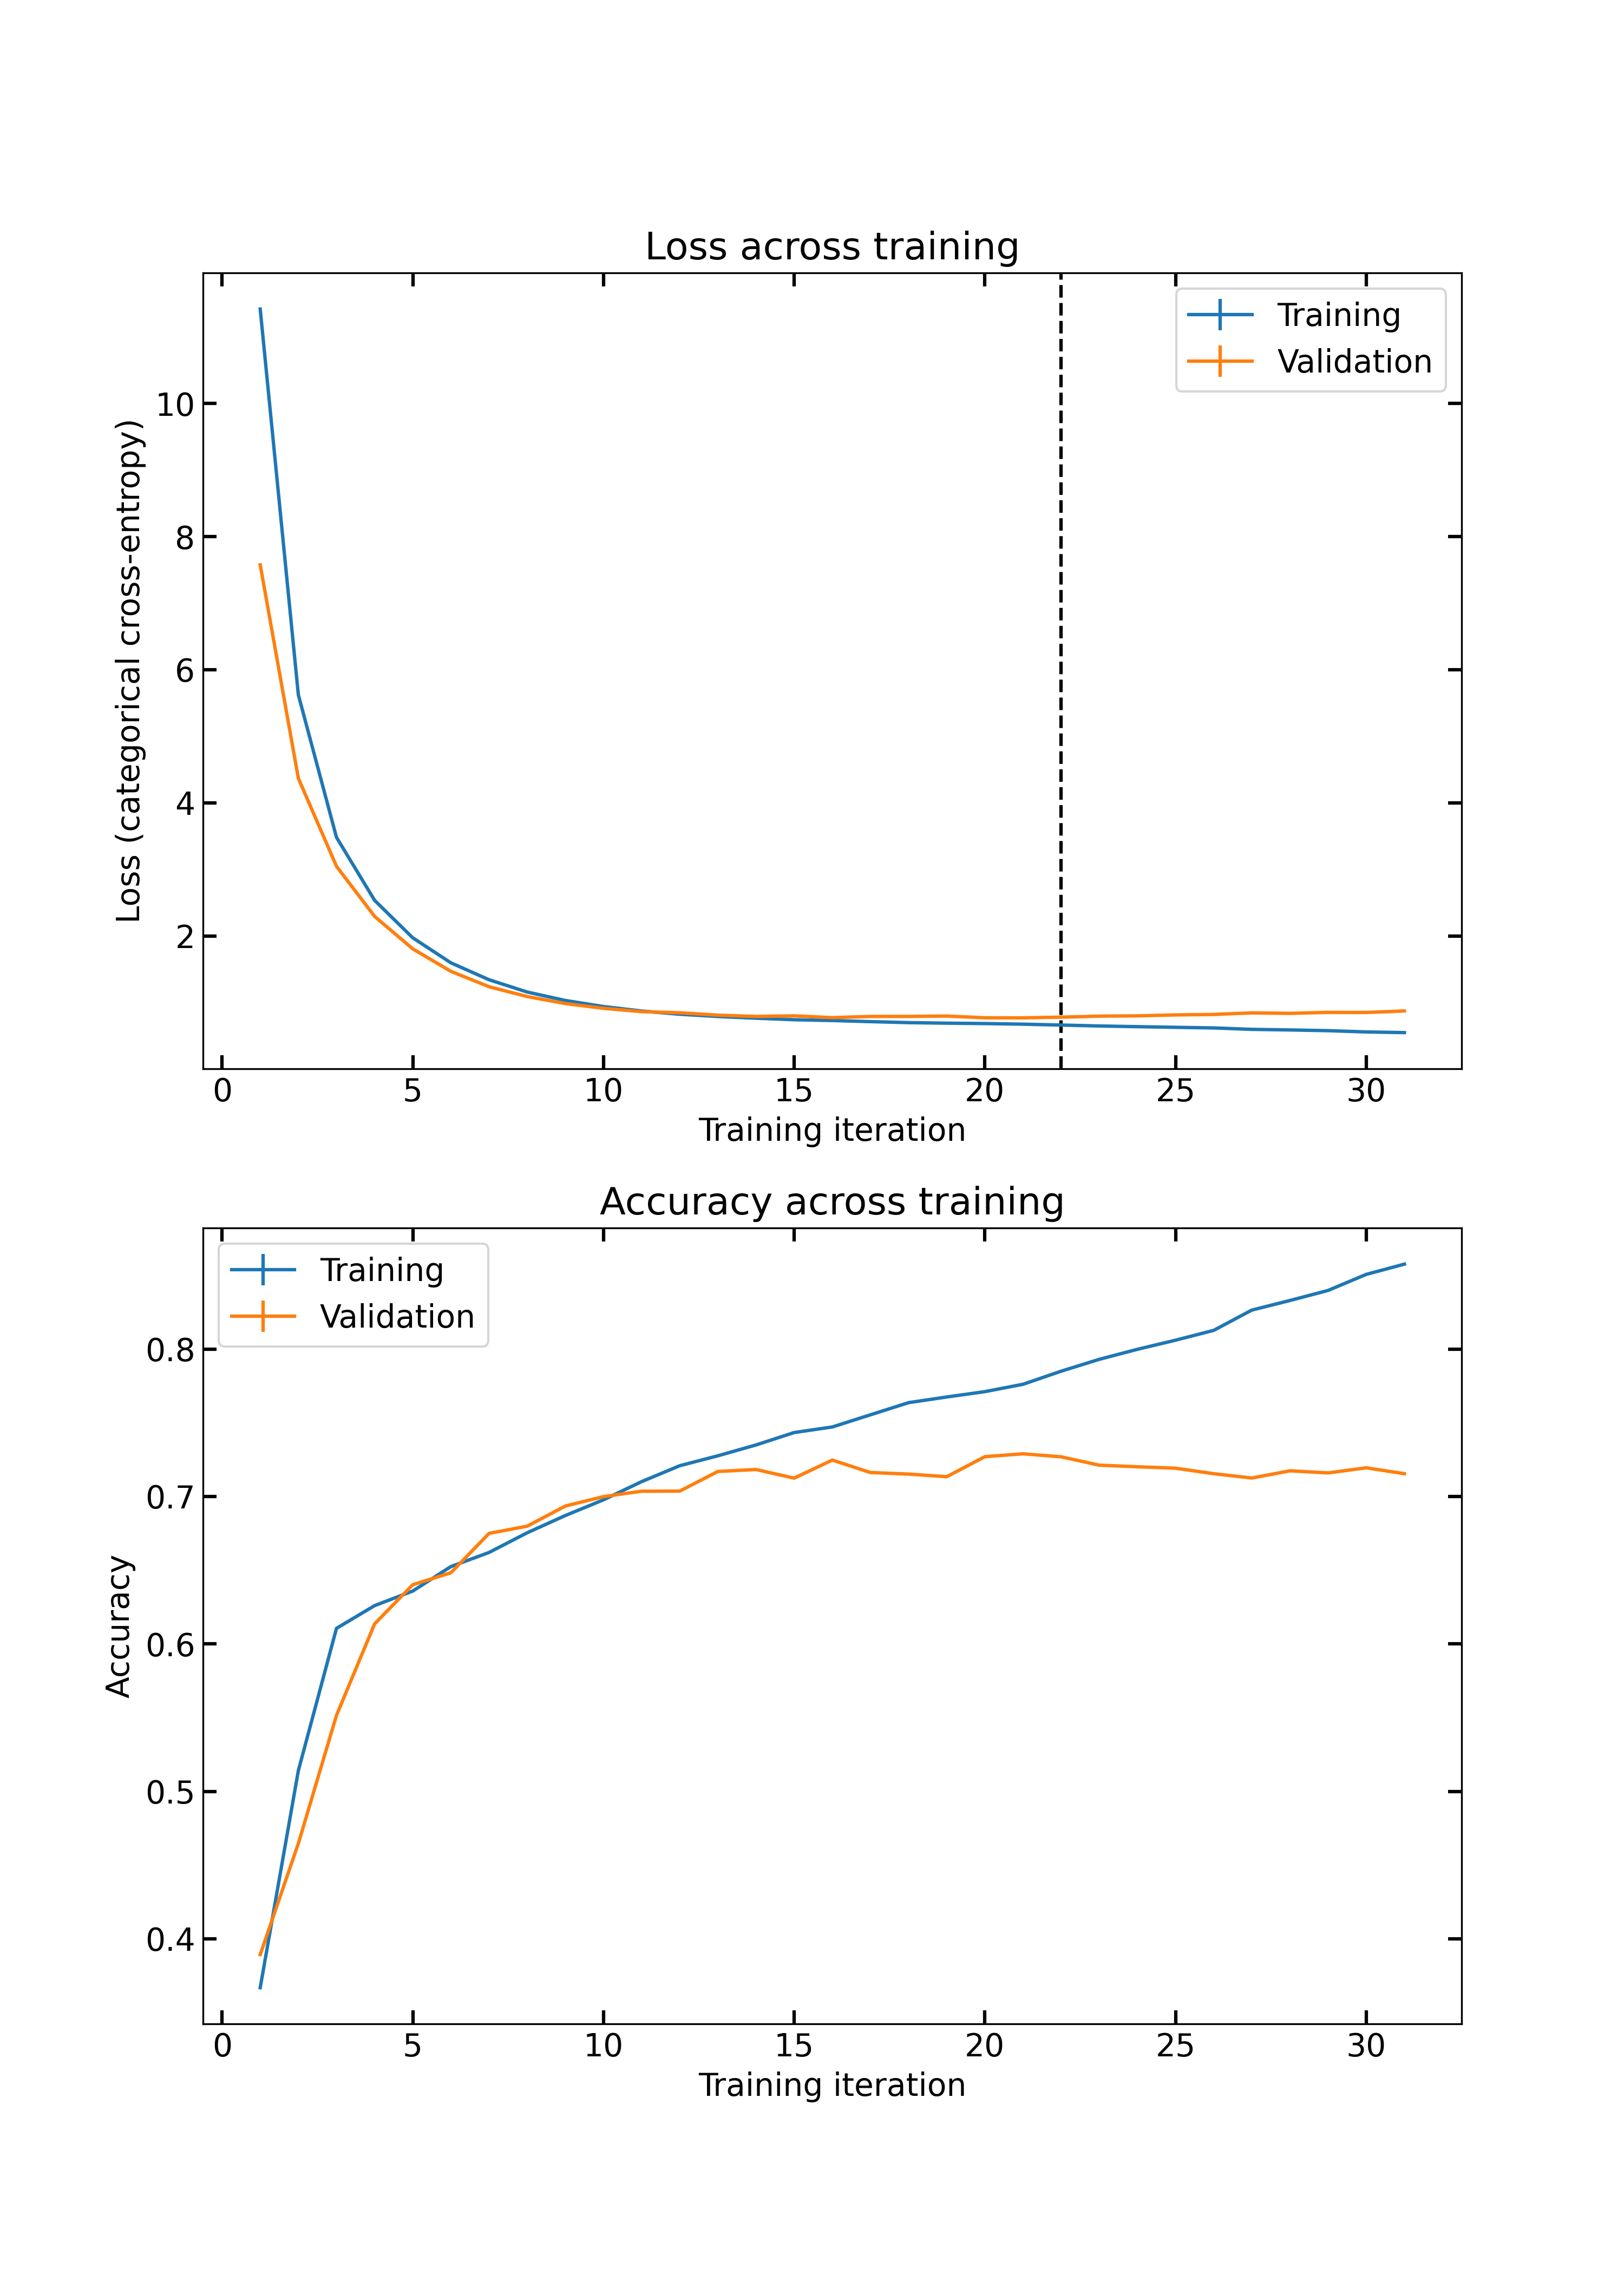 Loss across training
Training
Validation
10
8
6
4
2
Loss (categorical cross-entropy)
0 5 10 15 20 25 30
Training iteration
Accuracy across training
Training
Validation
0.8
0.7
0.6
0.5
0.4
Accuracy
0 5 10 15 20 25 30
Training iteration